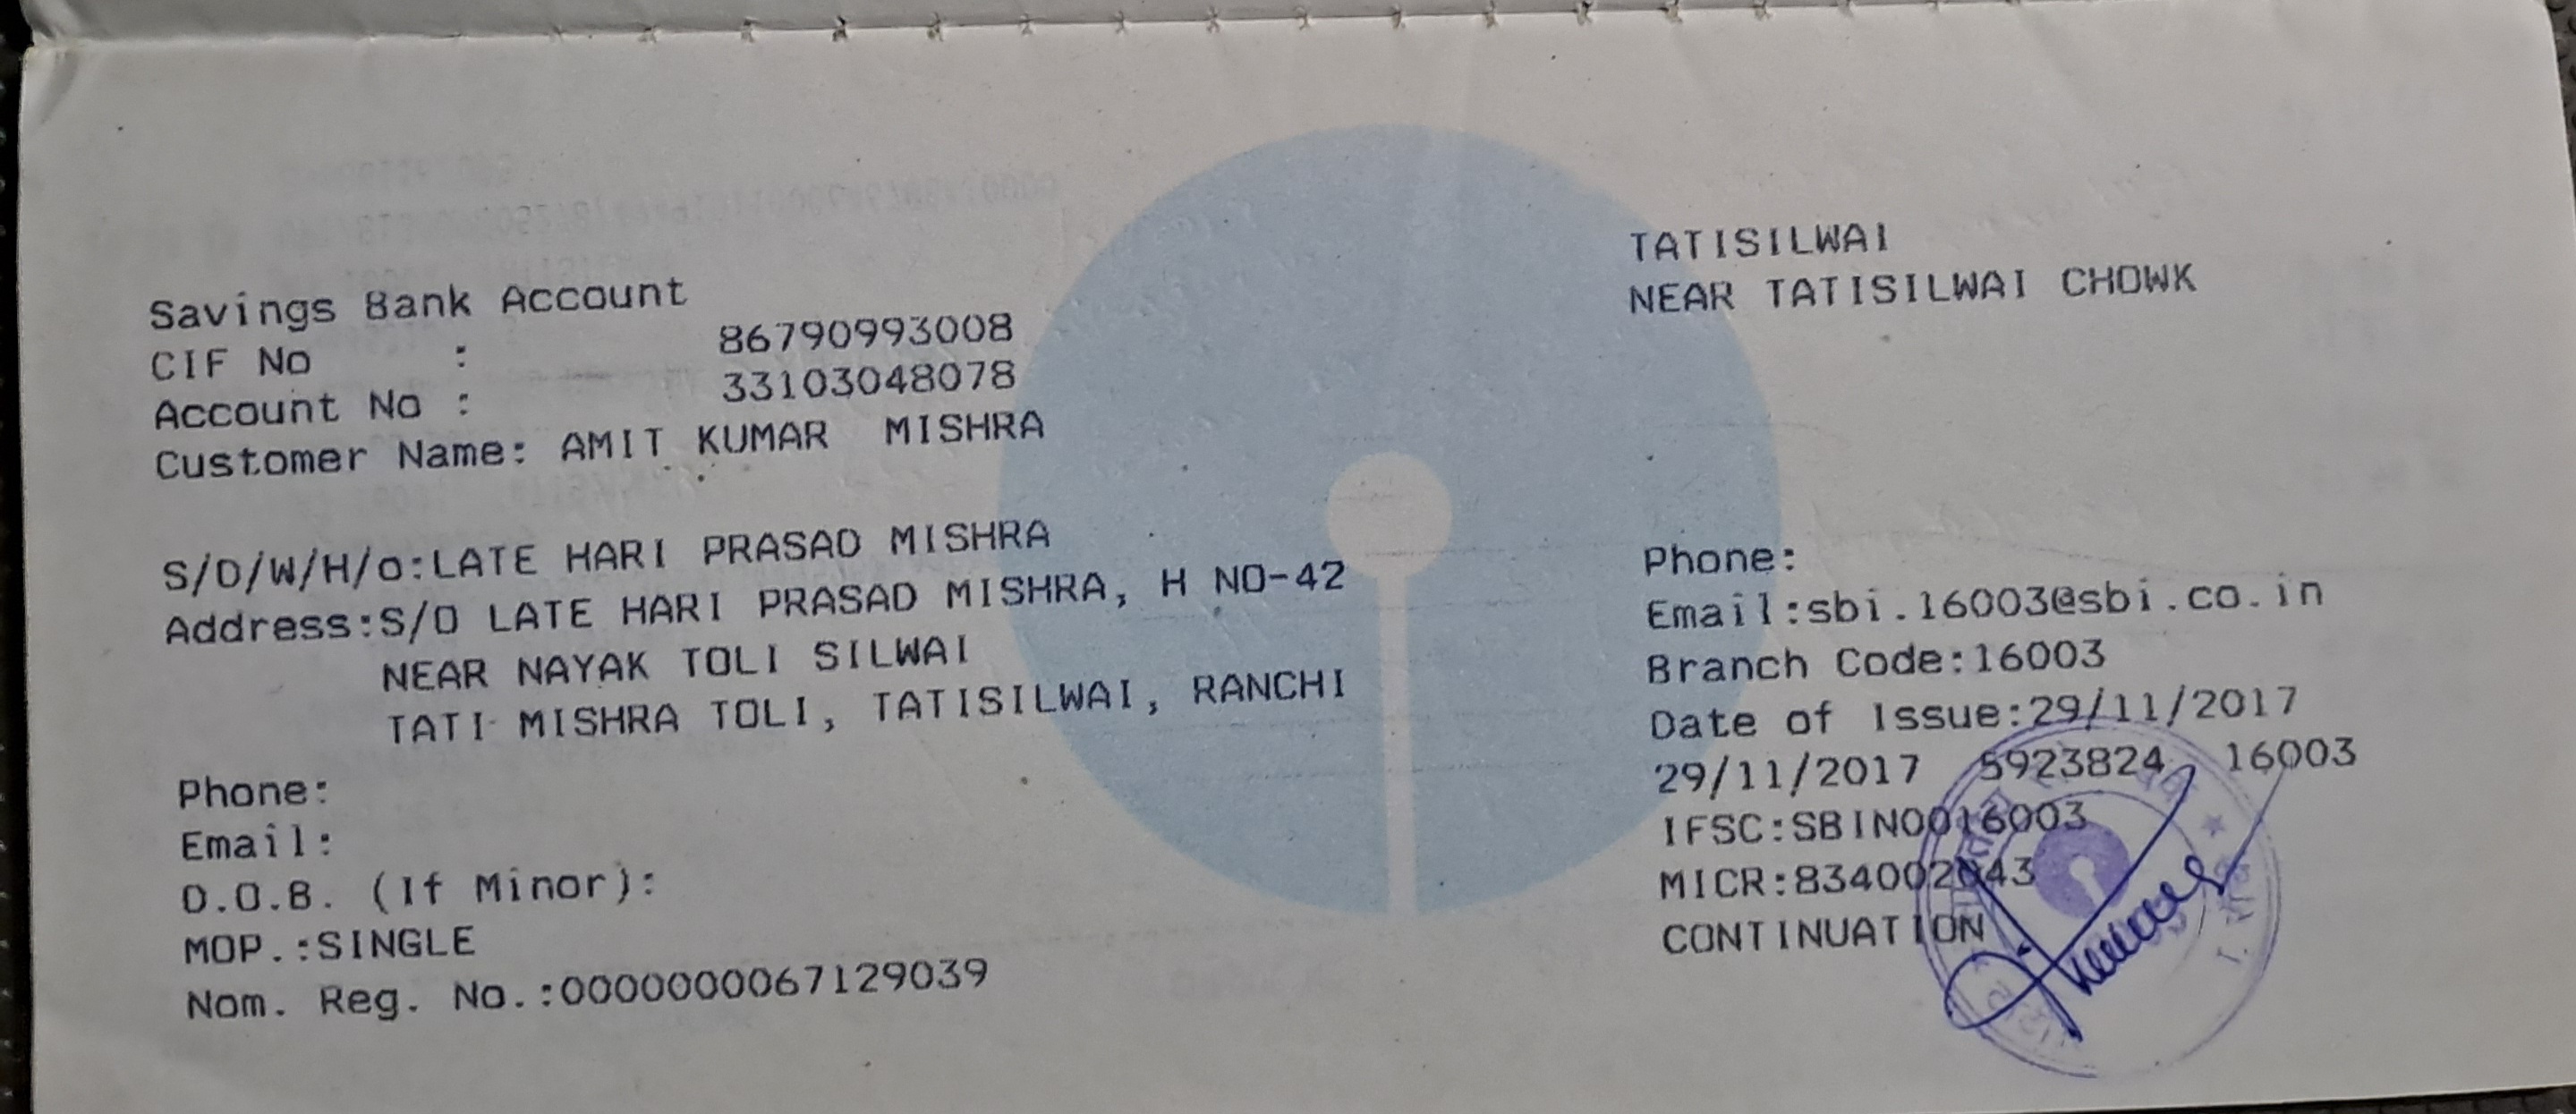 Savings Bank Account
CIF No : 86790993008
Account No : 33103048078
Customer Name: AMIT KUMAR MISHRA
S/D/W/H/o:LATE HARI PRASAD MISHRA
Address:S/O LATE HARI PRASAD MISHRA, H NO-42
NEAR NAYAK TOLI SILWAI
TATI MISHRA TOLI, TATISILWAI, RANCHI
Phone:
Email:
D.O.B. (If Minor):
MOP.:SINGLE
Nom. Reg. No.:0000000067129039
TATISILWAI
NEAR TATISILWAI CHOWK
Phone:
Email:sbi.16003@sbi.co.in
Branch Code:16003
Date of Issue:29/11/2017
29/11/2017 5923824 16003
IFSC:SBIN0016003
MICR:834002043
CONTINUATION